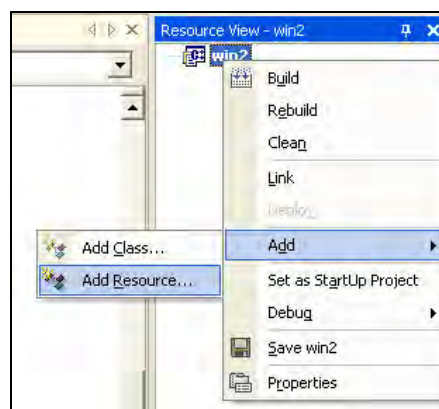 Resource View - win2
win2
Build
Rebuild
Clean
Link
Deploy
Add
Add Class...
Add Resource...
Set as StartUp Project
Debug
Save win2
Properties